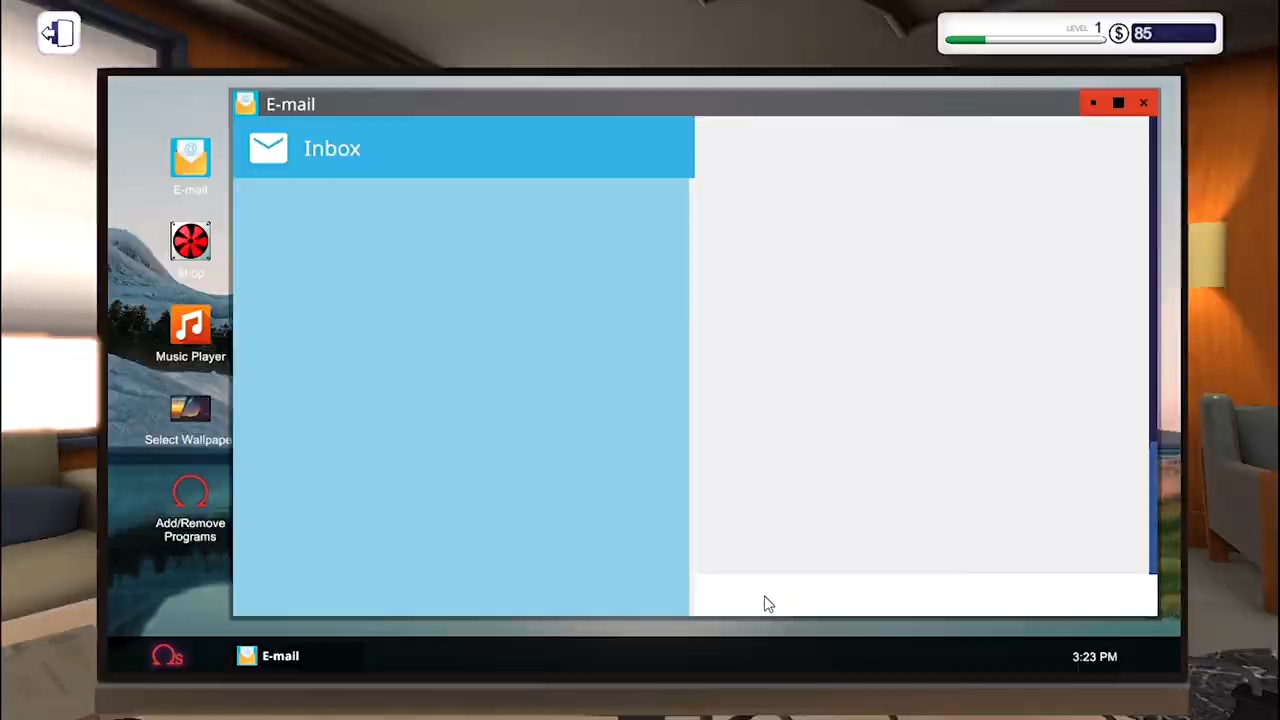 LEVEL 1
$ 85
E-mail
Inbox
E-mail
Music Player
Select Wallpape
Add/Remove
Programs
E-mail
3:23 PM